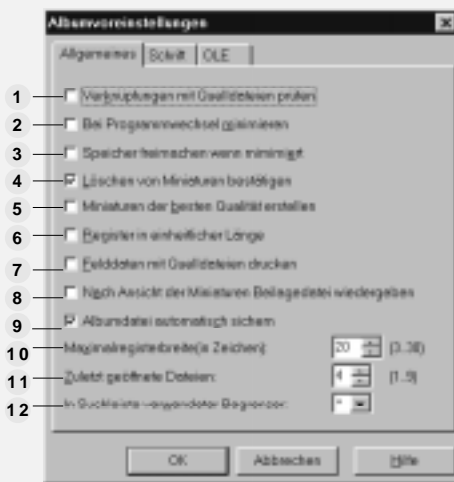 Albumvoreinstellungen
Allgemeines Schrift OLE
1 Verknüpfungen mit Quelldateien prüfen
2 Bei Programmwechsel minimieren
3 Speicher freimachen wenn mimimiert
4 Löschen von Miniaturen bestätigen
5 Miniaturen der besten Qualität erstellen
6 Register in einheitlicher Länge
7 Felddaten mit Quelldateien drucken
8 Nach Ansicht der Miniaturen Beilagedatei wiedergeben
9 Albumdatei automatisch sichern
10 Maximalregisterbreite(in Zeichen): 20 (3..30)
11 Zuletzt geöffnete Dateien: 4 (1..9)
12 In Suchleiste verwendeter Begrenzer:
OK Abbrechen Hilfe